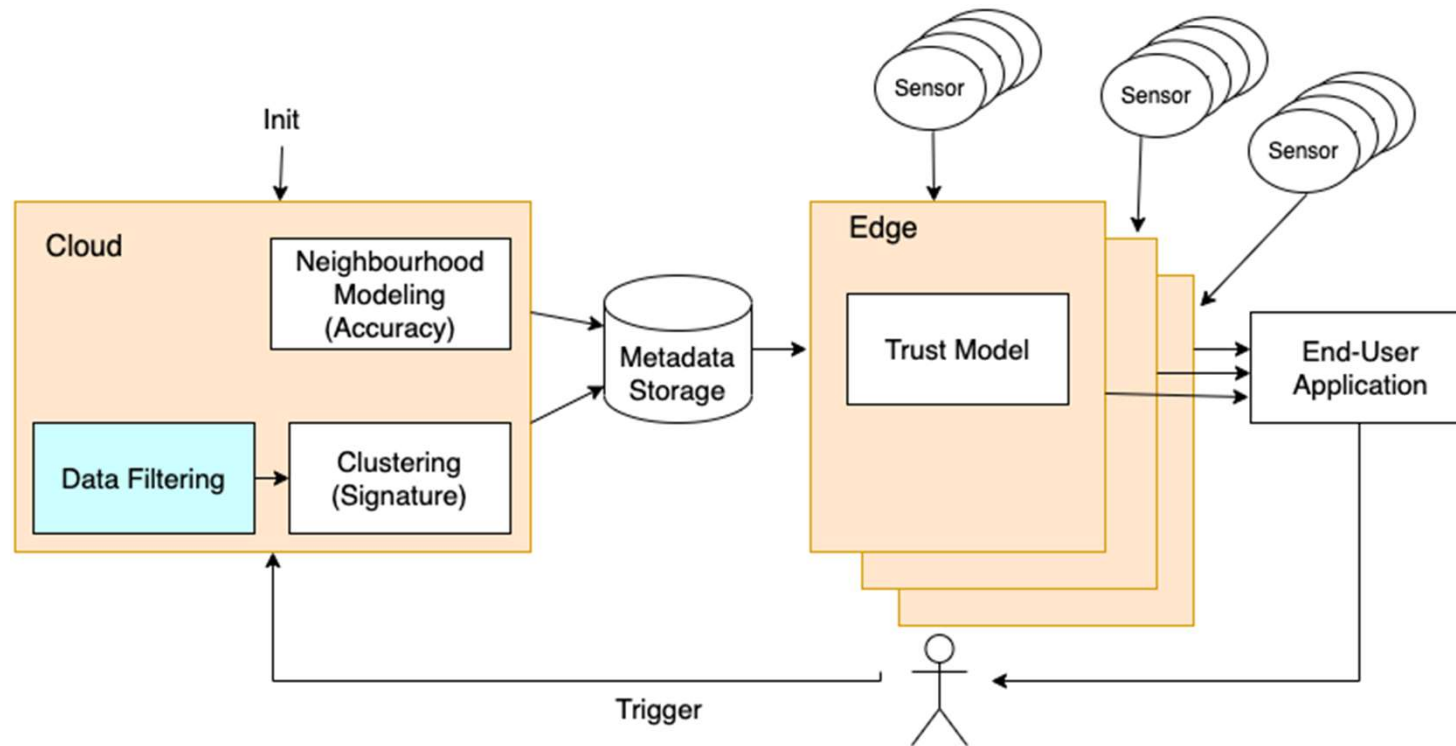 Sensor
Sensor
Sensor
Init
Cloud
Neighbourhood
Modeling
(Accuracy)
Edge
Metadata
Storage
Trust Model
End-User
Application
Data Filtering
Clustering
(Signature)
Trigger